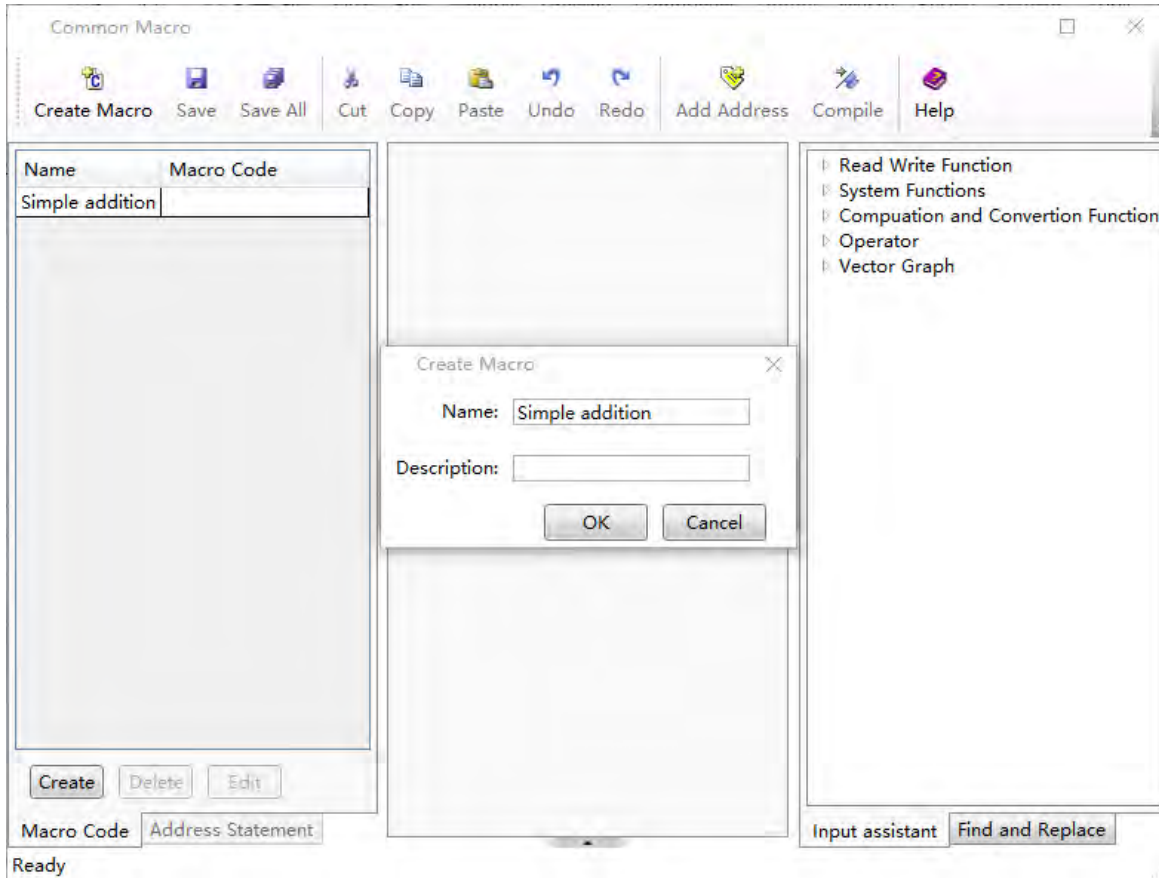 Common Macro
Create Macro Save Save All Cut Copy Paste Undo Redo Add Address Compile Help
Name Macro Code
Simple addition
Read Write Function
System Functions
Compuation and Convertion Function
Operator
Vector Graph
Create Macro
Name: Simple addition
Description:
OK Cancel
Create Delete Edit
Macro Code Address Statement
Input assistant Find and Replace
Ready